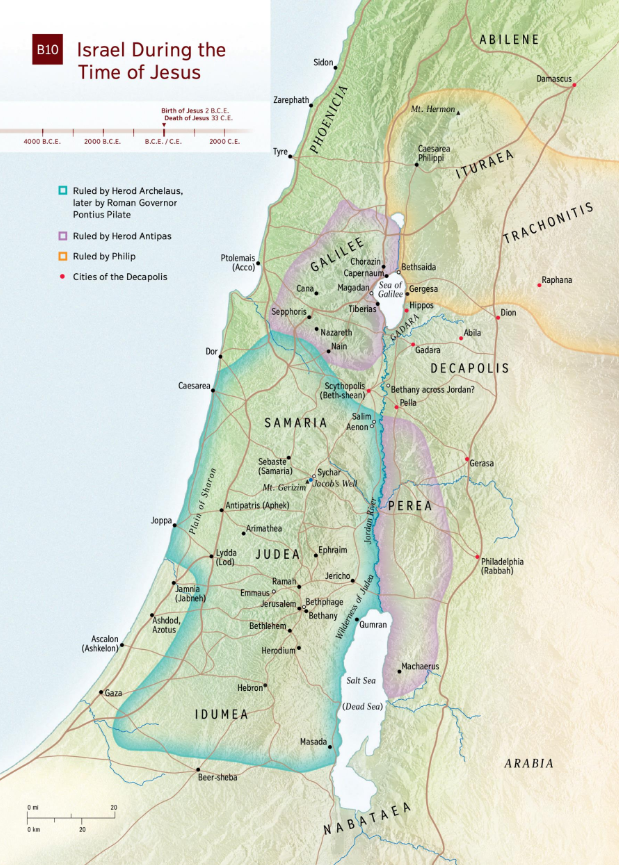 B10
Israel During the
Time of Jesus
Birth of Jesus 2 B.C.E.
Death of Jesus 33 C.E.
4000 B.C.E.
2000 B.C.E.
B.C.E. / C.E.
2000 C.E.
Ruled by Herod Archelaus,
later by Roman Governor
Pontius Pilate
Ruled by Herod Antipas
Ruled by Philip
Cities of the Decapolis
ABILENE
Sidon
Damascus
Zarephath
PHOENICIA
Mt. Hermon
Tyre
Caesarea
Philippi
ITURAEA
TRACHONITIS
GALILEE
Ptolemais
(Acco)
Chorazin
Bethsaida
Capernaum
Cana
Magadan
Sea of
Galilee
Gergesa
Raphana
Sepphoris
Tiberias
Hippos
Dion
GADARA
Nazareth
Abila
Nain
Gadara
Dor
DECAPOLIS
Caesarea
Scythopolis
(Beth-shean)
Bethany across Jordan?
Pella
SAMARIA
Salim
Aenon
Sebaste
(Samaria)
Sychar
Gerasa
Mt. Gerizim
Jacob's Well
Plain of Sharon
Antipatris (Aphek)
PEREA
Jordan River
Joppa
Arimathea
Lydda
(Lod)
JUDEA
Ephraim
Philadelphia
(Rabbah)
Jamnia
(Jabneh)
Ramah
Jericho
Emmaus
Jerusalem
Bethphage
Bethany
Wilderness of Judea
Ashdod,
Azotus
Bethlehem
Qumran
Ascalon
(Ashkelon)
Herodium
Machaerus
Salt Sea
(Dead Sea)
Gaza
Hebron
IDUMEA
Masada
ARABIA
Beer-sheba
0 mi
20
0 km
20
NABATAEA